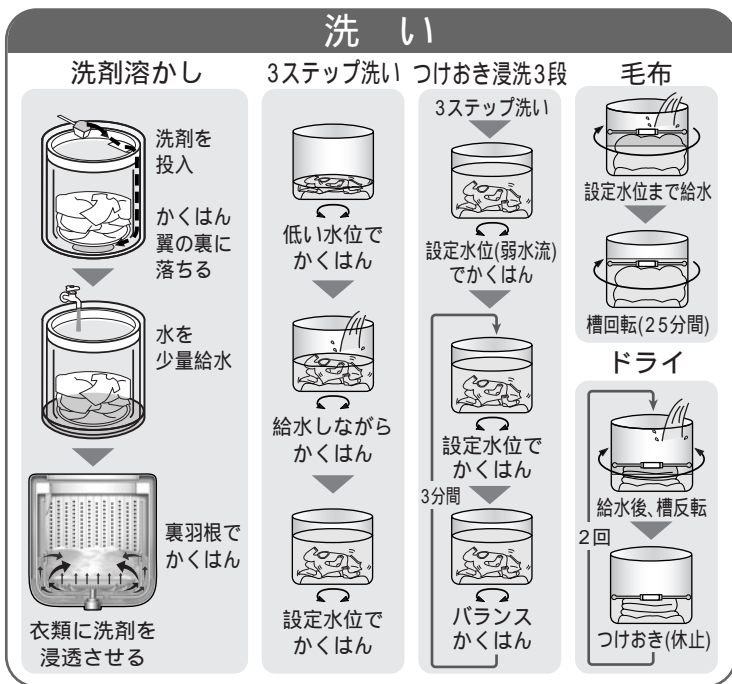 洗 い
洗剤溶かし
洗剤を
投入
かくはん
翼の裏に
落ちる
水を
少量給水
裏羽根で
かくはん
衣類に洗剤を
浸透させる
3ステップ洗い
低い水位で
かくはん
給水しながら
かくはん
設定水位で
かくはん
つけおき浸洗3段
3ステップ洗い
設定水位(弱水流)
でかくはん
設定水位で
かくはん
3分間
バランス
かくはん
毛布
設定水位まで給水
槽回転(25分間)
ドライ
給水後、槽反転
2回
つけおき(休止)